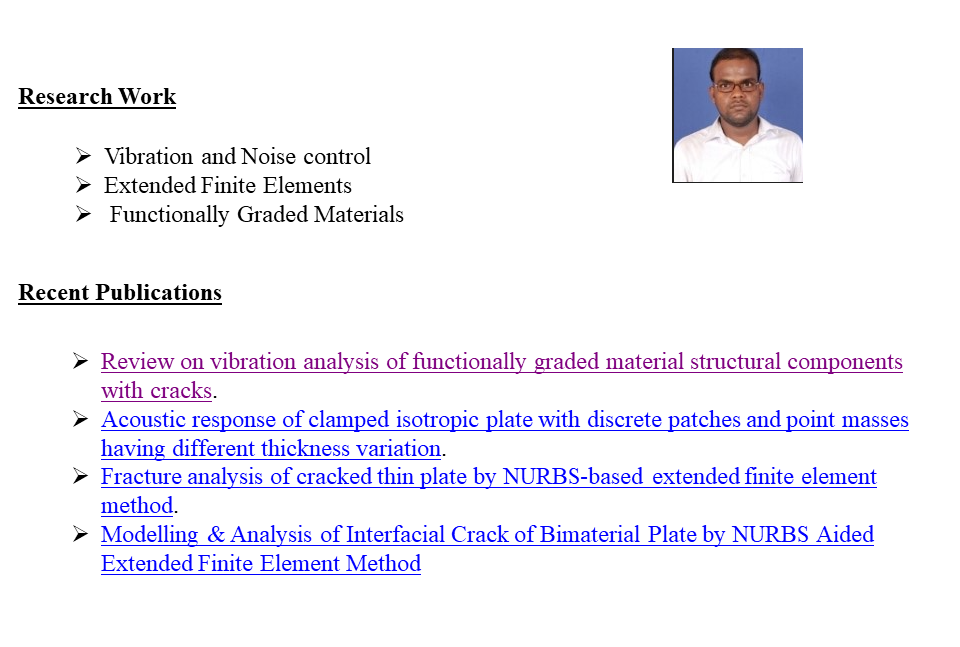 Research Work
➢ Vibration and Noise control
➢ Extended Finite Elements
➢ Functionally Graded Materials
Recent Publications
➢ Review on vibration analysis of functionally graded material structural components
with cracks.
➢ Acoustic response of clamped isotropic plate with discrete patches and point masses
having different thickness variation.
➢ Fracture analysis of cracked thin plate by NURBS-based extended finite element
method.
➢ Modelling & Analysis of Interfacial Crack of Bimaterial Plate by NURBS Aided
Extended Finite Element Method